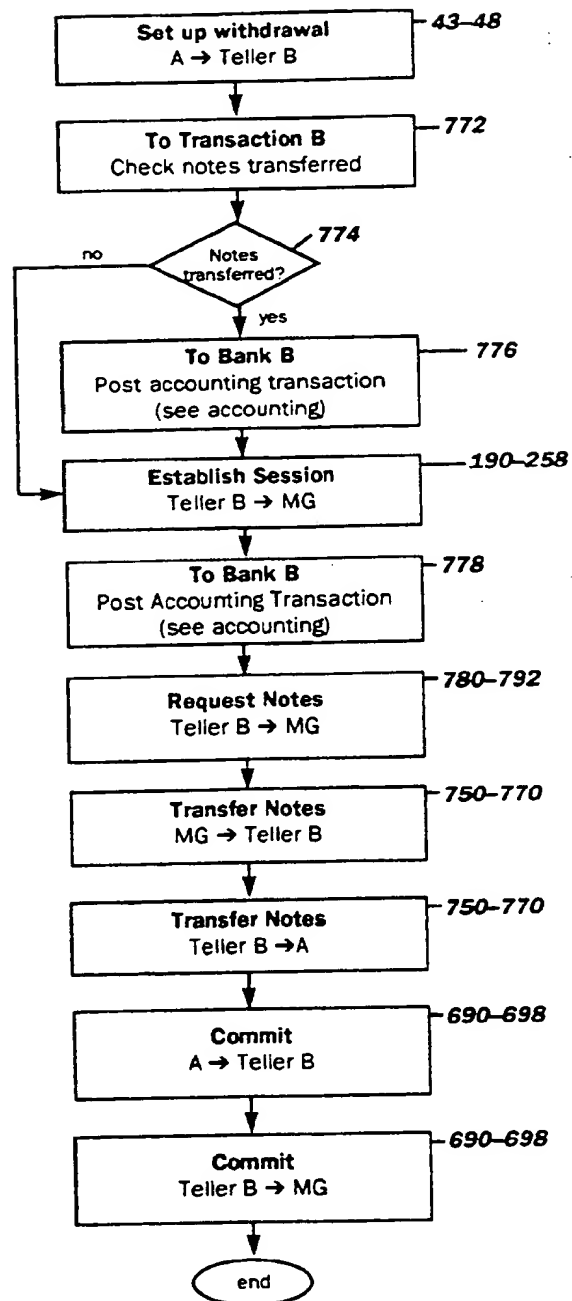 Set up withdrawal
A → Teller B
43–48
To Transaction B
Check notes transferred
772
Notes
transferred?
774
no
yes
To Bank B
Post accounting transaction
(see accounting)
776
Establish Session
Teller B → MG
190–258
To Bank B
Post Accounting Transaction
(see accounting)
778
Request Notes
Teller B → MG
780–792
Transfer Notes
MG → Teller B
750–770
Transfer Notes
Teller B →A
750–770
Commit
A → Teller B
690–698
Commit
Teller B → MG
690–698
end